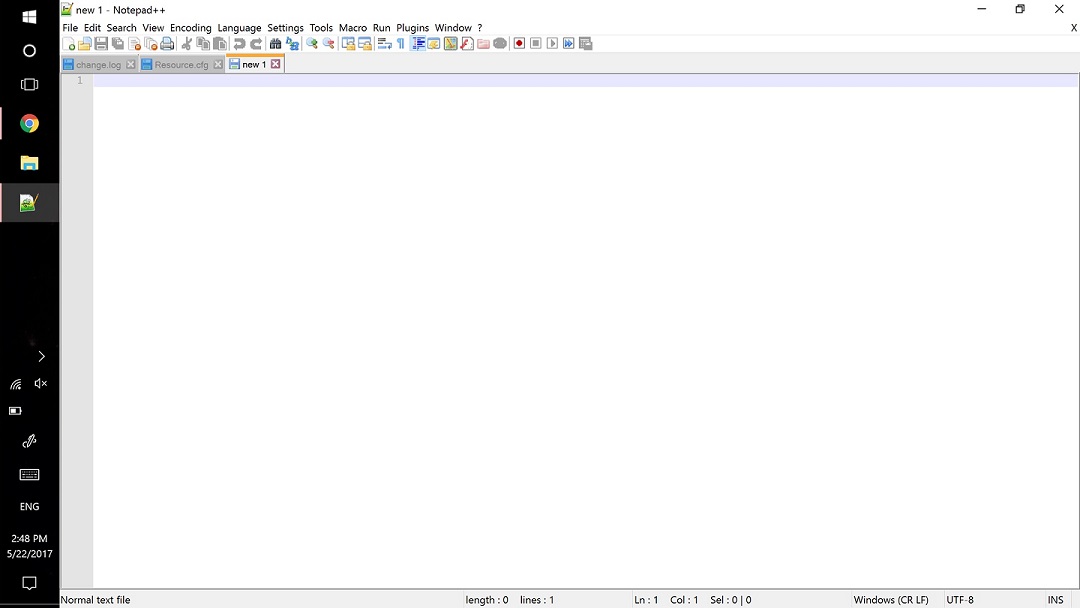 new 1 - Notepad++
File Edit Search View Encoding Language Settings Tools Macro Run Plugins Window ? X
change.log Resource.cfg new 1
1
ENG
2:48 PM
5/22/2017
Normal text file length : 0 lines : 1 Ln : 1 Col : 1 Sel : 0 | 0 Windows (CR LF) UTF-8 INS